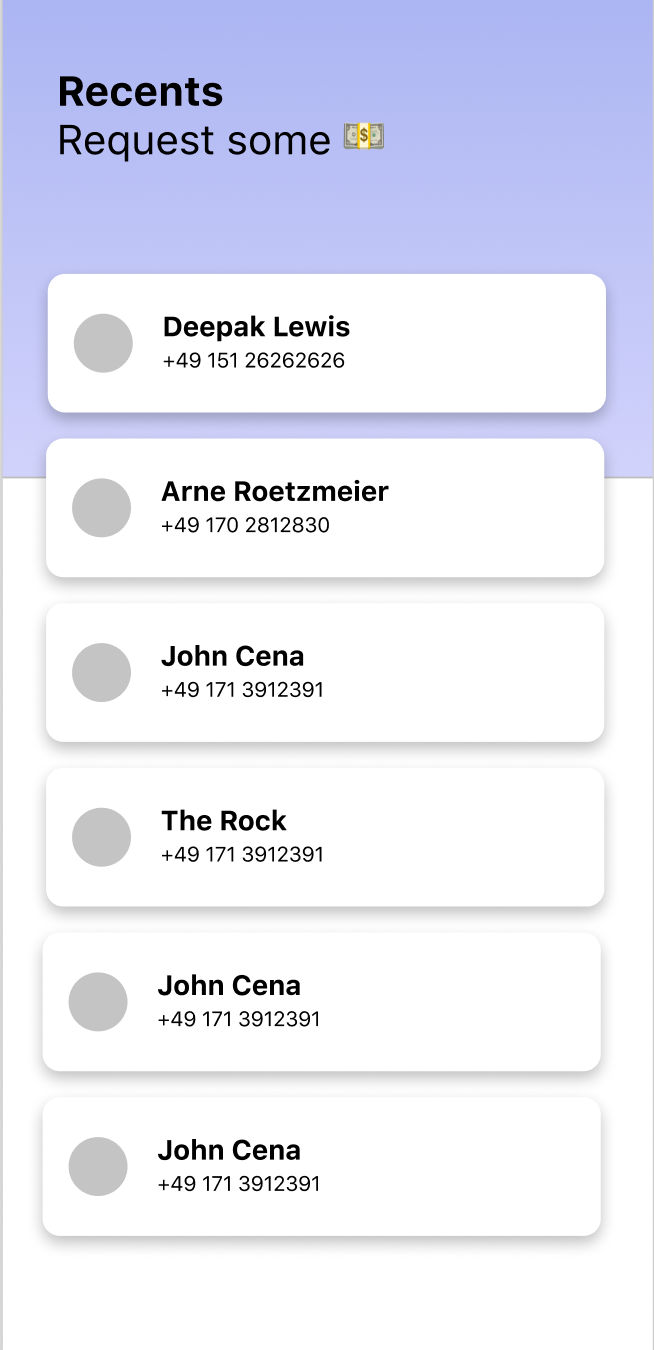 Recents
Request some 💵
Deepak Lewis
+49 151 26262626
Arne Roetzmeier
+49 170 2812830
John Cena
+49 171 3912391
The Rock
+49 171 3912391
John Cena
+49 171 3912391
John Cena
+49 171 3912391